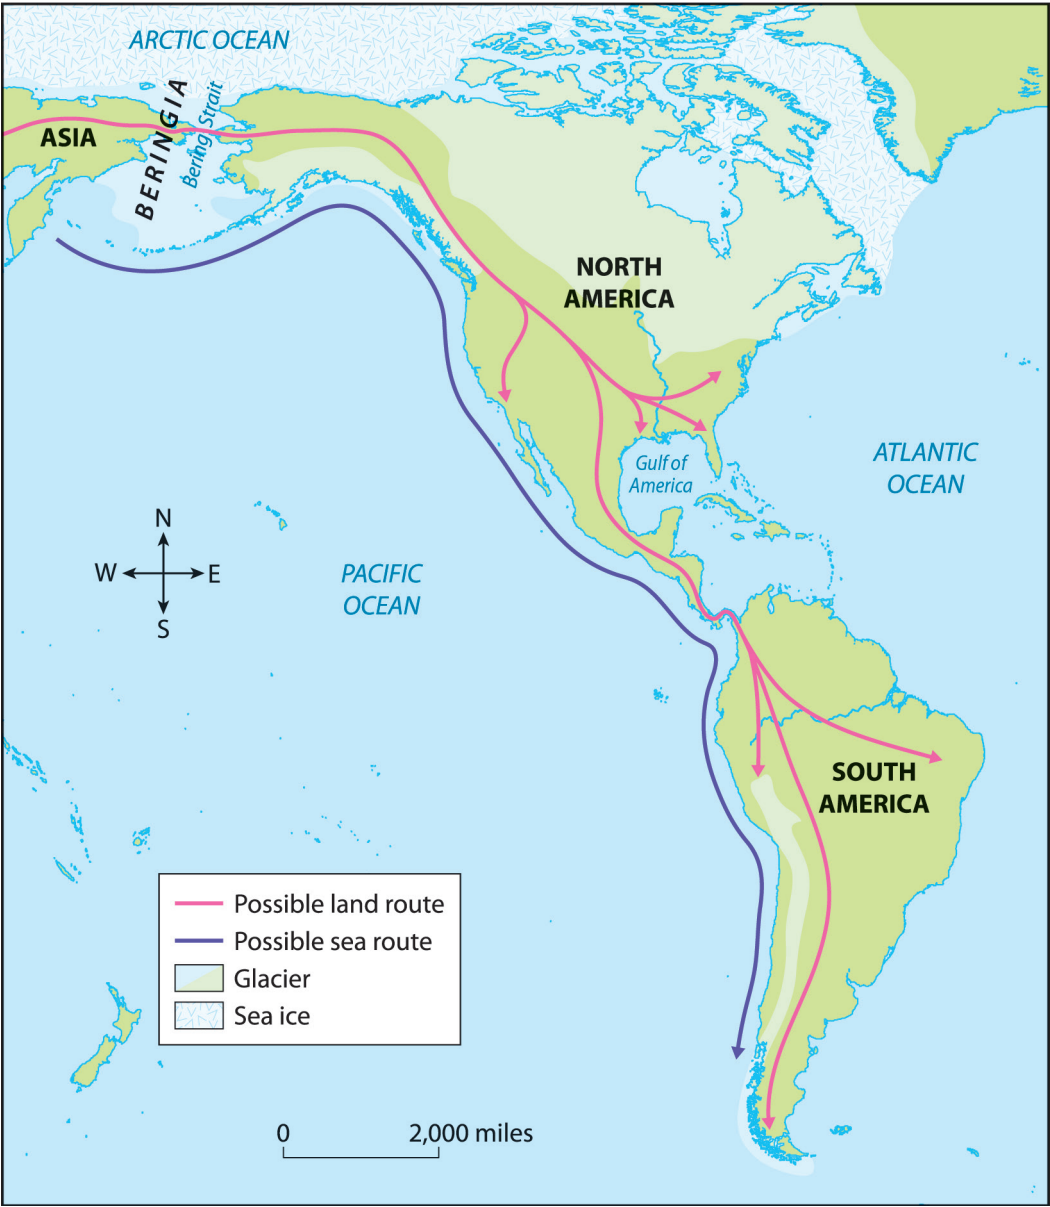 ARCTIC OCEAN
BERINGIA
Bering Strait
ASIA
NORTH
AMERICA
Gulf of
America
ATLANTIC
OCEAN
N
W
E
S
PACIFIC
OCEAN
SOUTH
AMERICA
Possible land route
Possible sea route
Glacier
Sea ice
0
2,000 miles